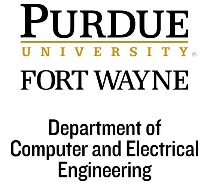 PURDUE
UNIVERSITY®
FORT WAYNE
Department of
Computer and Electrical
Engineering